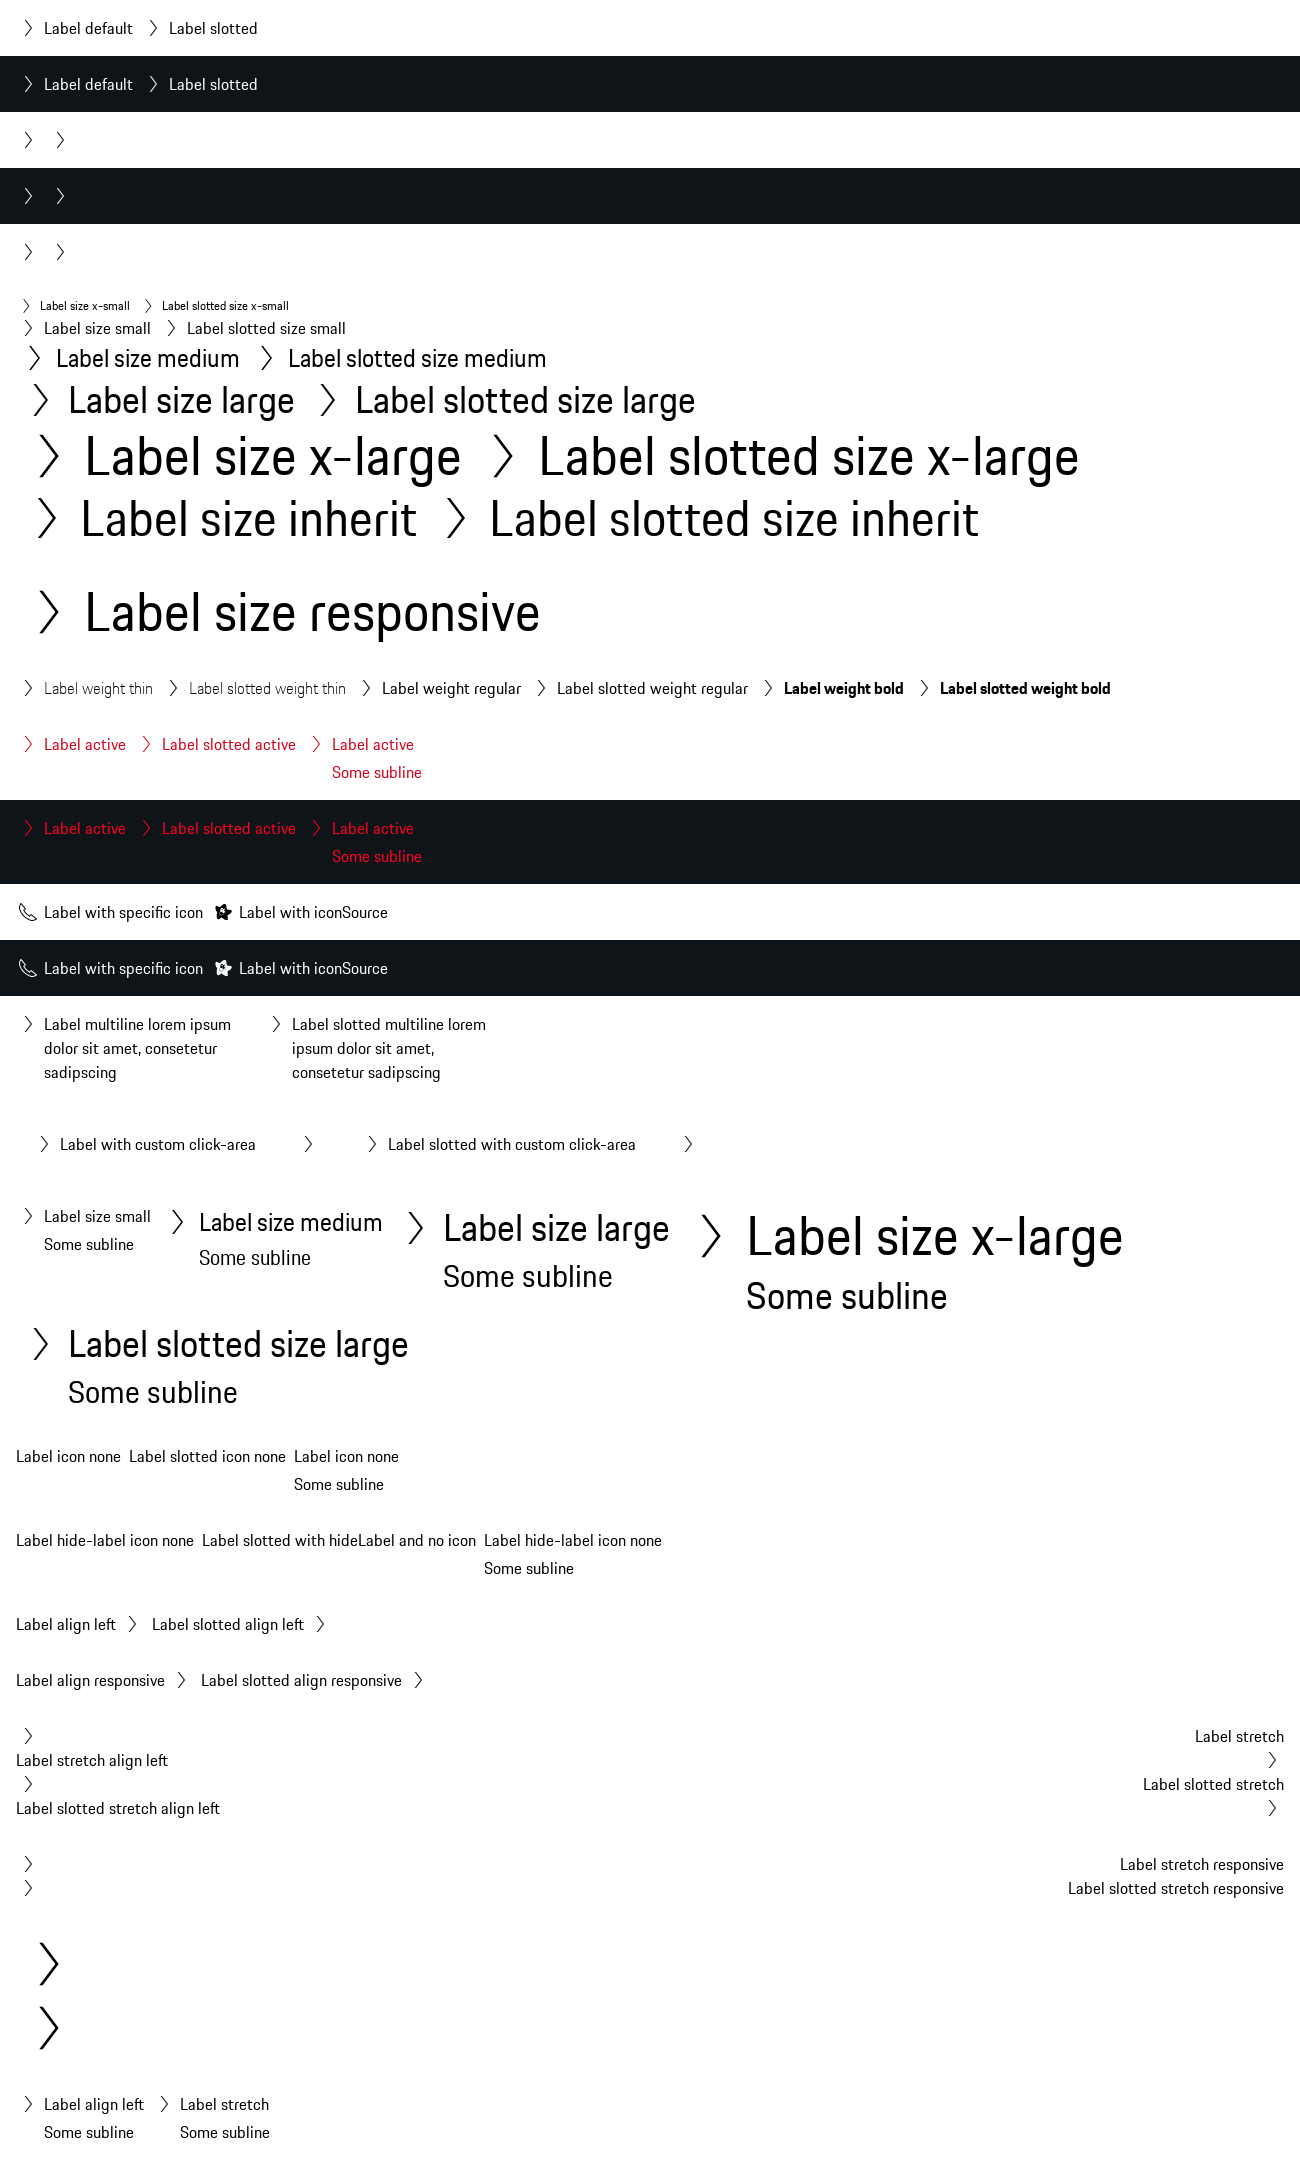 Label default Label slotted
Label default Label slotted
Label size x-small Label slotted size x-small
Label size small Label slotted size small
Label size medium Label slotted size medium
Label size large Label slotted size large
Label size x-large Label slotted size x-large
Label size inherit Label slotted size inherit
Label size responsive
Label weight thin Label slotted weight thin Label weight regular Label slotted weight regular Label weight bold Label slotted weight bold
Label active Label slotted active Label active
Some subline
Label active Label slotted active Label active
Some subline
Label with specific icon Label with iconSource
Label with specific icon Label with iconSource
Label multiline lorem ipsum
dolor sit amet, consetetur
sadipscing
Label slotted multiline lorem
ipsum dolor sit amet,
consetetur sadipscing
Label with custom click-area Label slotted with custom click-area
Label size small
Some subline
Label size medium
Some subline
Label size large
Some subline
Label size x-large
Some subline
Label slotted size large
Some subline
Label icon none Label slotted icon none Label icon none
Some subline
Label hide-label icon none Label slotted with hideLabel and no icon Label hide-label icon none
Some subline
Label align left Label slotted align left
Label align responsive Label slotted align responsive
Label stretch
Label stretch align left
Label slotted stretch
Label slotted stretch align left
Label stretch responsive
Label slotted stretch responsive
Label align left Label stretch
Some subline Some subline